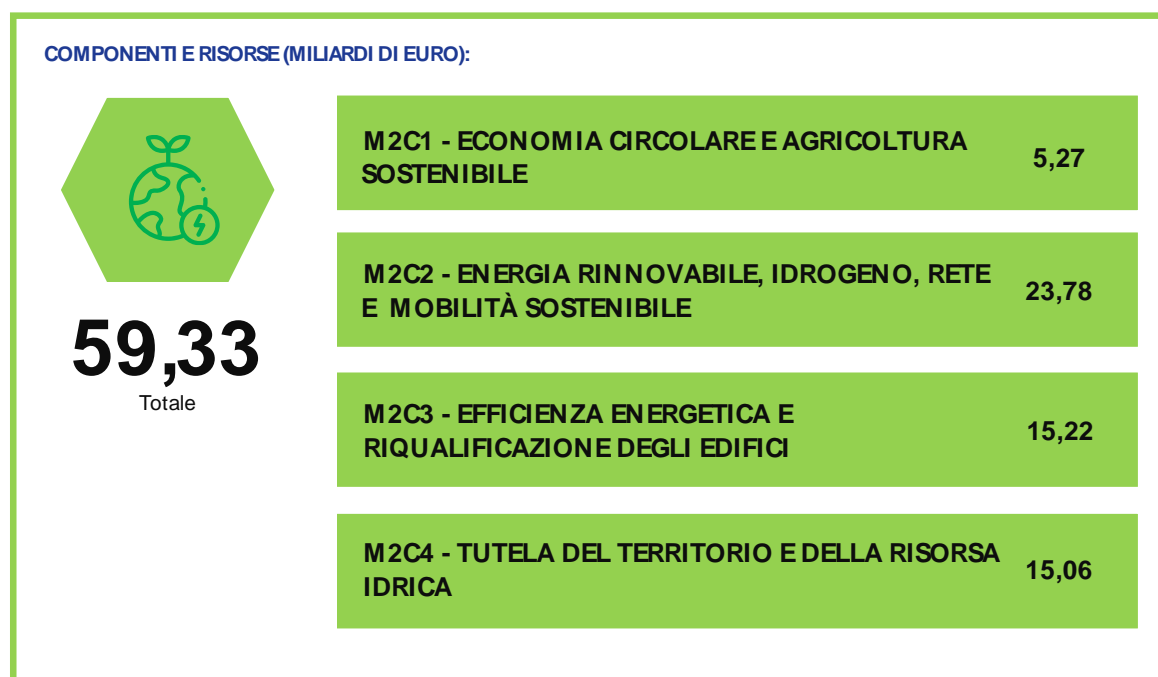 COMPONENTI E RISORSE (MILIARDI DI EURO):
M2C1 - ECONOMIA CIRCOLARE E AGRICOLTURA
SOSTENIBILE
5,27
M2C2 - ENERGIA RINNOVABILE, IDROGENO, RETE
E MOBILITÀ SOSTENIBILE
23,78
59,33
Totale
M2C3 - EFFICIENZA ENERGETICA E
RIQUALIFICAZIONE DEGLI EDIFICI
15,22
M2C4 - TUTELA DEL TERRITORIO E DELLA RISORSA
IDRICA
15,06